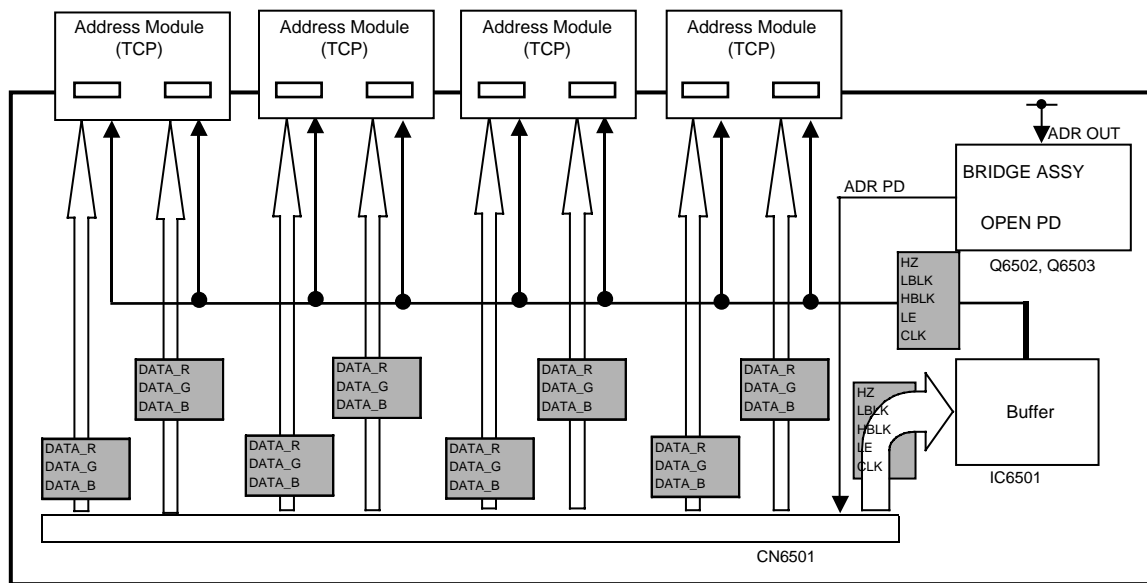 Address Module
(TCP)
Address Module
(TCP)
Address Module
(TCP)
Address Module
(TCP)
ADR OUT
BRIDGE ASSY
OPEN PD
ADR PD
Q6502, Q6503
HZ
LBLK
HBLK
LE
CLK
DATA_R
DATA_G
DATA_B
DATA_R
DATA_G
DATA_B
DATA_R
DATA_G
DATA_B
DATA_R
DATA_G
DATA_B
HZ
LBLK
HBLK
LE
CLK
Buffer
IC6501
DATA_R
DATA_G
DATA_B
DATA_R
DATA_G
DATA_B
DATA_R
DATA_G
DATA_B
DATA_R
DATA_G
DATA_B
CN6501